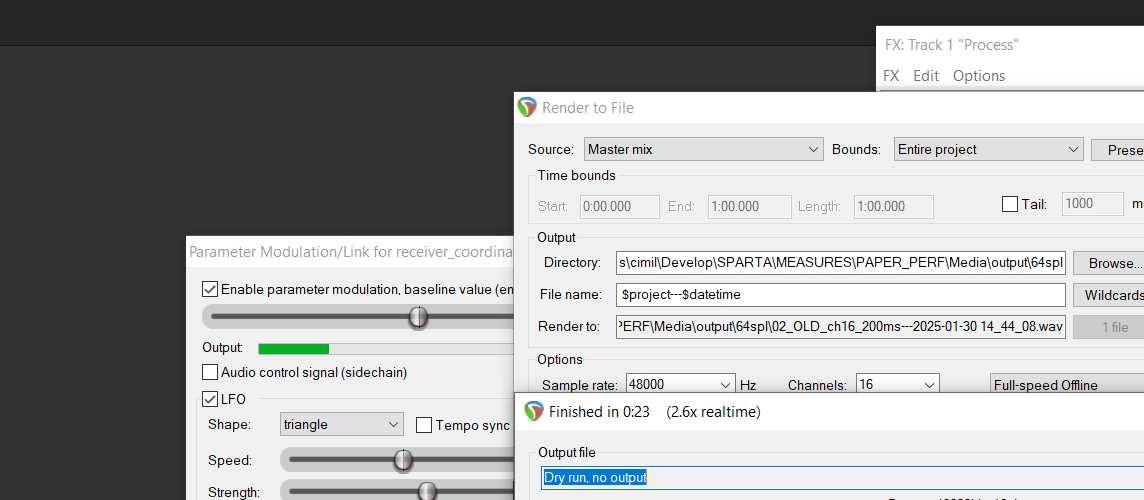 FX: Track 1 "Process"
FX Edit Options
Render to File
Source: Master mix Bounds: Entire project Prese
Time bounds
Start: 0:00.000 End: 1:00.000 Length: 1:00.000 Tail: 1000 m
Output
Directory: s\cimil\Develop\SPARTA\MEASURES\PAPER_PERF\Media\output\64spl Browse...
File name: $project---$datetime Wildcards
Render to: PERF\Media\output\64spl\02_OLD_ch16_200ms---2025-01-30 14_44_08.wav 1 file
Options
Sample rate: 48000 Hz Channels: 16 Full-speed Offline
Parameter Modulation/Link for receiver_coordina
Enable parameter modulation, baseline value (en
Output:
Audio control signal (sidechain)
LFO
Shape: triangle Tempo sync
Speed:
Strength:
Finished in 0:23 (2.6x realtime)
Output file
Dry run, no output